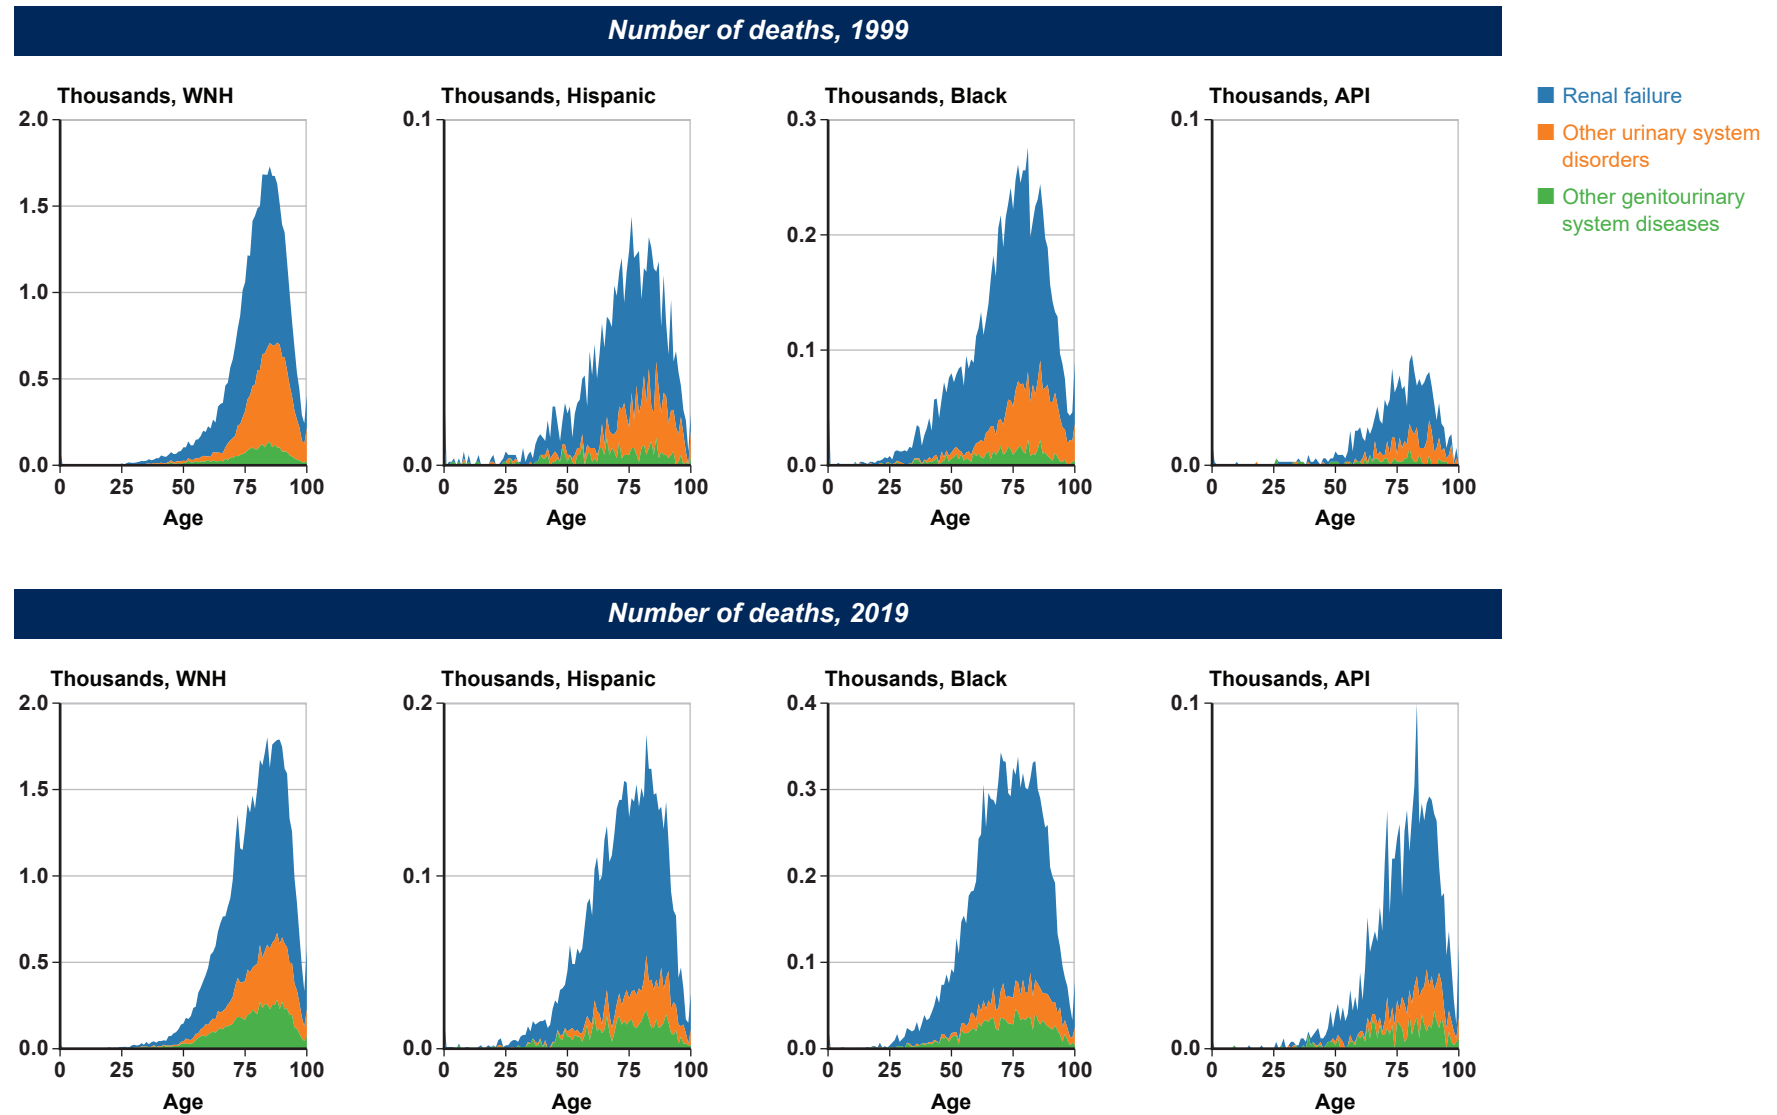 Number of deaths, 1999
Thousands, WNH
2.0
1.5
1.0
0.5
0.0
0 25 50 75 100
Age
Thousands, Hispanic
0.1
0.0
0 25 50 75 100
Age
Thousands, Black
0.3
0.2
0.1
0.0
0 25 50 75 100
Age
Thousands, API
0.1
0.0
0 25 50 75 100
Age
Renal failure
Other urinary system
disorders
Other genitourinary
system diseases
Number of deaths, 2019
Thousands, WNH
2.0
1.5
1.0
0.5
0.0
0 25 50 75 100
Age
Thousands, Hispanic
0.2
0.1
0.0
0 25 50 75 100
Age
Thousands, Black
0.4
0.3
0.2
0.1
0.0
0 25 50 75 100
Age
Thousands, API
0.1
0.0
0 25 50 75 100
Age